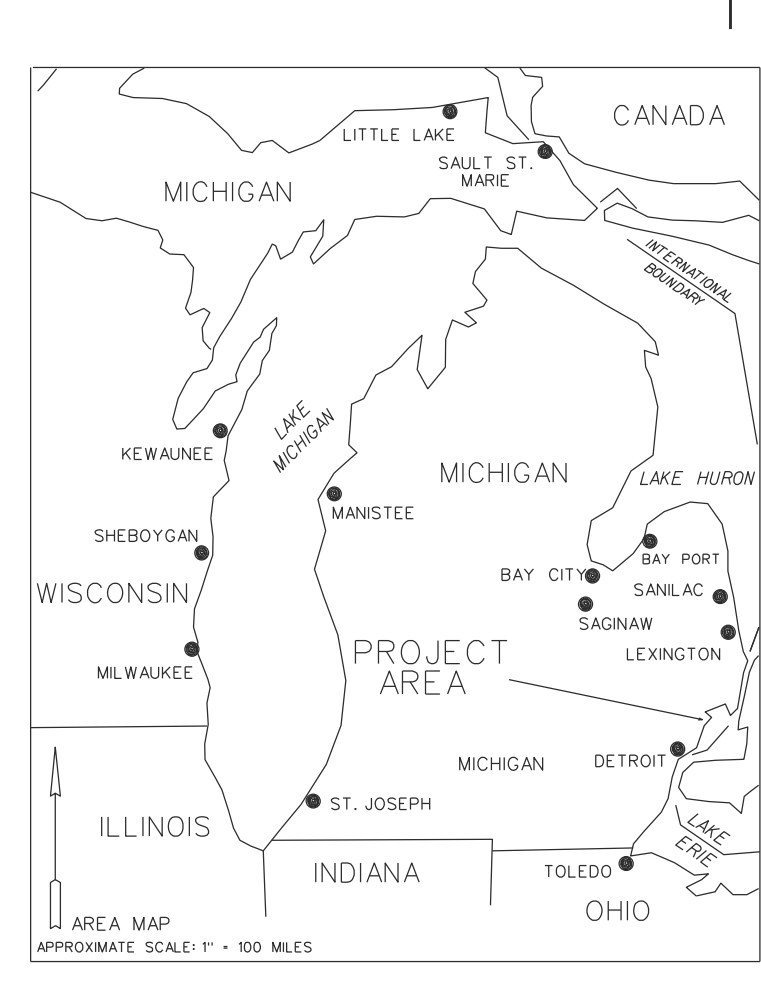 CANADA
LITTLE LAKE
SAULT ST.
MARIE
MICHIGAN
INTERNATIONAL
BOUNDARY
LAKE
MICHIGAN
KEWAUNEE
MICHIGAN
LAKE HURON
MANISTEE
SHEBOYGAN
BAY PORT
BAY CITY
SANILAC
WISCONSIN
SAGINAW
LEXINGTON
PROJECT
AREA
MILWAUKEE
MICHIGAN
DETROIT
ST. JOSEPH
ILLINOIS
LAKE
ERIE
INDIANA
TOLEDO
OHIO
AREA MAP
APPROXIMATE SCALE: 1" = 100 MILES